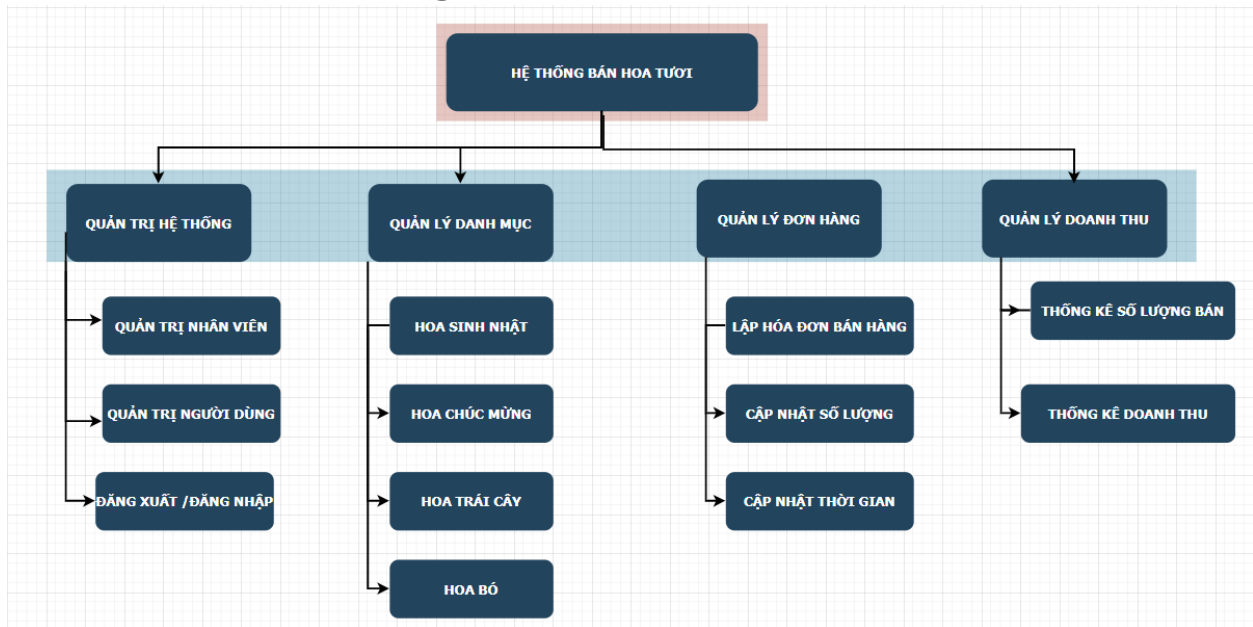 HỆ THỐNG BÁN HOA TƯƠI
QUẢN TRỊ HỆ THỐNG
QUẢN LÝ DANH MỤC
QUẢN LÝ ĐƠN HÀNG
QUẢN LÝ DOANH THU
QUẢN TRỊ NHÂN VIÊN
HOA SINH NHẬT
LẬP HÓA ĐƠN BÁN HÀNG
THỐNG KÊ SỐ LƯỢNG BÁN
QUẢN TRỊ NGƯỜI DÙNG
HOA CHÚC MỪNG
CẬP NHẬT SỐ LƯỢNG
THỐNG KÊ DOANH THU
ĐĂNG XUẤT /ĐĂNG NHẬP
HOA TRÁI CÂY
CẬP NHẬT THỜI GIAN
HOA BÓ